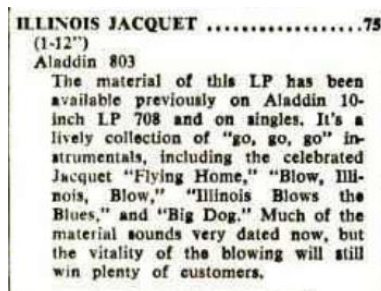 ILLINOIS JACQUET ...................75
(1-12")
Aladdin 803
The material of this LP has been
available previously on Aladdin 10-
inch LP 708 and on singles. It's a
lively collection of "go, go, go" in-
strumentals, including the celebrated
Jacquet "Flying Home," "Blow, Illi-
nois, Blow," "Illinois Blows the
Blues," and "Big Dog." Much of the
material sounds very dated now, but
the vitality of the blowing will still
win plenty of customers.